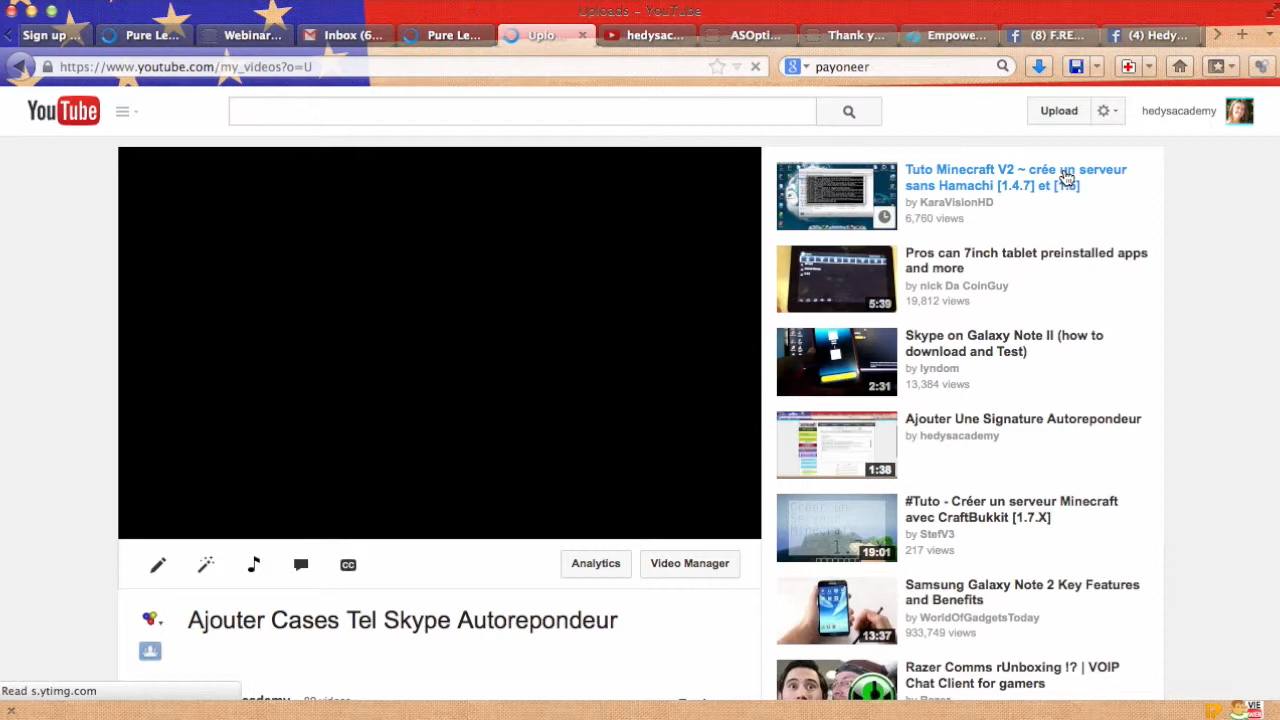 Uploads – YouTube
Sign up ... Pure Le... Webinar... Inbox (6... Pure Le... Uplo hedysac... ASOpti... Thank y... Empowe... (8) F.RE... (4) Hedy...
https://www.youtube.com/my_videos?o=U
payoneer
YouTube
Upload
hedysacademy
Tuto Minecraft V2 ~ crée un serveur
sans Hamachi [1.4.7] et
by KaraVisionHD
6,760 views
Pros can 7inch tablet preinstalled apps
and more
by nick Da CoinGuy
19,812 views
5:39
Skype on Galaxy Note II (how to
download and Test)
by lyndom
13,384 views
2:31
Ajouter Une Signature Autorepondeur
by hedysacademy
1:38
#Tuto - Créer un serveur Minecraft
avec CraftBukkit [1.7.X]
by StefV3
217 views
Créer un
Serveur
Minecraft
19:01
Samsung Galaxy Note 2 Key Features
and Benefits
by WorldOfGadgetsToday
933,749 views
13:37
Razer Comms rUnboxing !? | VOIP
Chat Client for gamers
CC
Analytics
Video Manager
Ajouter Cases Tel Skype Autorepondeur
Read s.ytimg.com